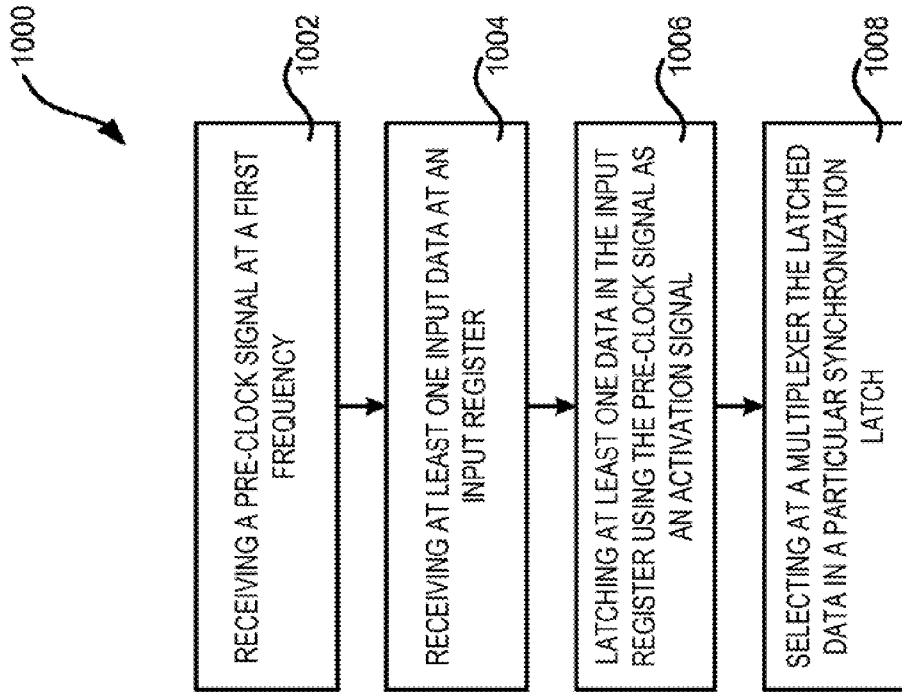 1000
RECEIVING A PRE-CLOCK SIGNAL AT A FIRST
FREQUENCY
1002
RECEIVING AT LEAST ONE INPUT DATA AT AN
INPUT REGISTER
1004
LATCHING AT LEAST ONE DATA IN THE INPUT
REGISTER USING THE PRE-CLOCK SIGNAL AS
AN ACTIVATION SIGNAL
1006
SELECTING AT A MULTIPLEXER THE LATCHED
DATA IN A PARTICULAR SYNCHRONIZATION
LATCH
1008